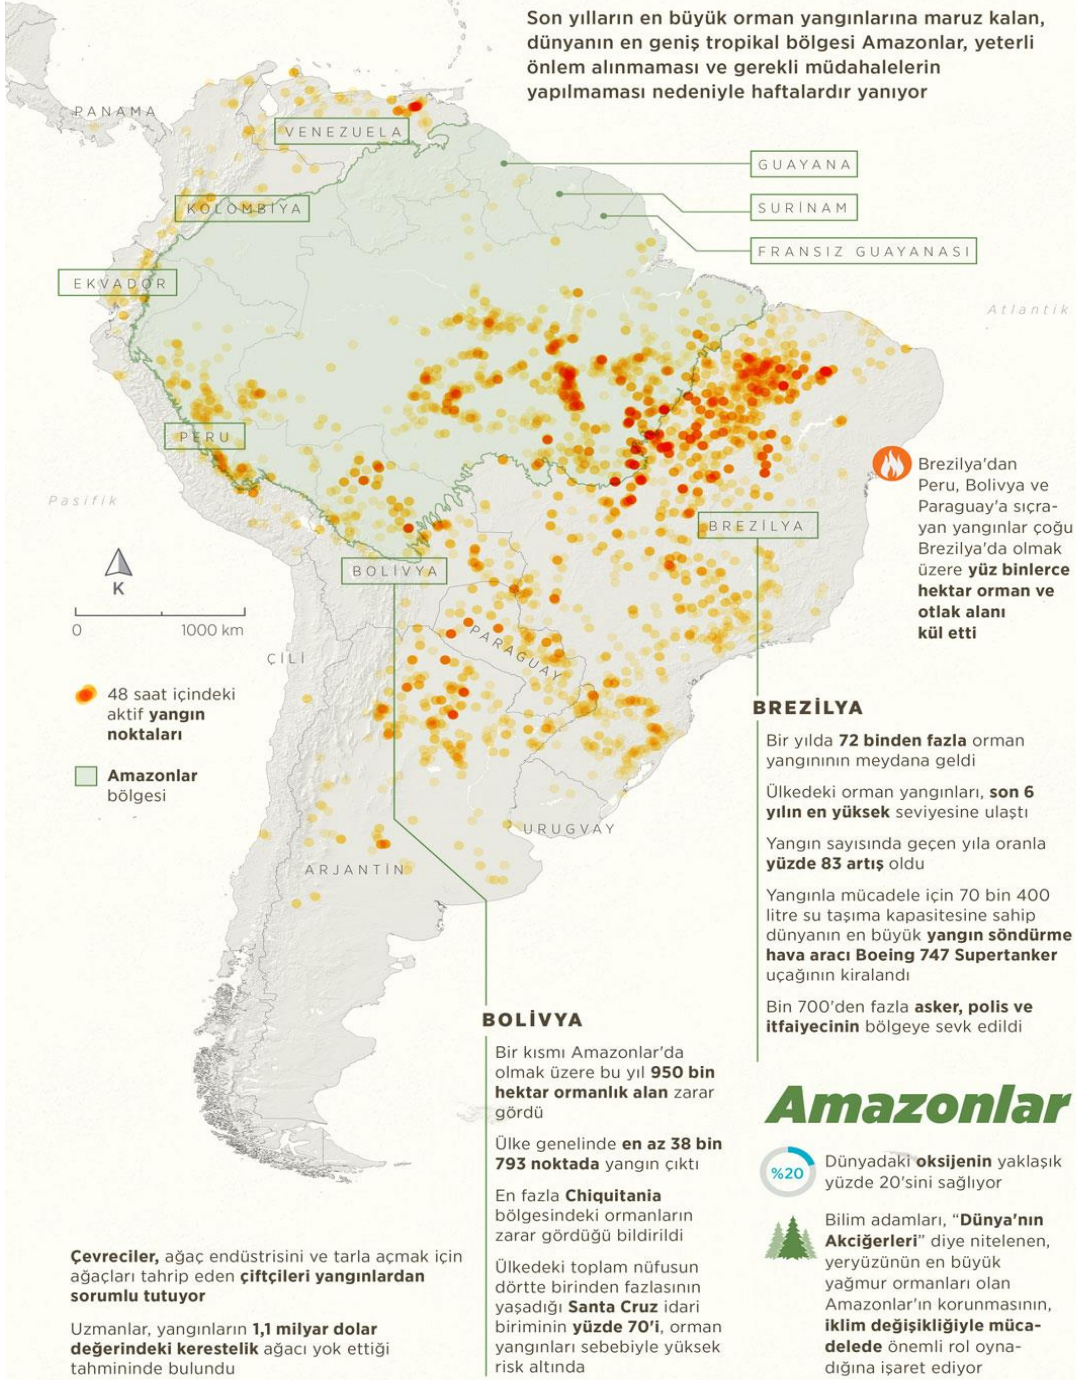 Son yılların en büyük orman yangınlarına maruz kalan,
dünyanın en geniş tropikal bölgesi Amazonlar, yeterli
önlem alınmaması ve gerekli müdahalelerin
yapılmaması nedeniyle haftalardır yanıyor
PANAMA
VENEZUELA
GUAYANA
KOLOMBİYA
SURİNAM
FRANSIZ GUAYANASI
EKVADOR
Atlantik
PERU
Pasifik
Brezilya'dan
Peru, Bolivya ve
Paraguay'a sıçra-
yan yangınlar çoğu
Brezilya'da olmak
üzere yüz binlerce
hektar orman ve
otlak alanı
kül etti
BREZİLYA
BOLİVYA
K
0 1000 km
PARAGUAY
ÇİLİ
48 saat içindeki
aktif yangın
noktaları
Amazonlar
bölgesi
URUGVAY
ARJANTİN
BREZİLYA
Bir yılda 72 binden fazla orman
yangınının meydana geldi
Ülkedeki orman yangınları, son 6
yılın en yüksek seviyesine ulaştı
Yangın sayısında geçen yıla oranla
yüzde 83 artış oldu
Yangınla mücadele için 70 bin 400
litre su taşıma kapasitesine sahip
dünyanın en büyük yangın söndürme
hava aracı Boeing 747 Supertanker
uçağının kiralandı
Bin 700'den fazla asker, polis ve
itfaiyecinin bölgeye sevk edildi
BOLİVYA
Bir kısmı Amazonlar'da
olmak üzere bu yıl 950 bin
hektar ormanlık alan zarar
gördü
Ülke genelinde en az 38 bin
793 noktada yangın çıktı
En fazla Chiquitania
bölgesindeki ormanların
zarar gördüğü bildirildi
Ülkedeki toplam nüfusun
dörtte birinden fazlasının
yaşadığı Santa Cruz idari
biriminin yüzde 70'i, orman
yangınları sebebiyle yüksek
risk altında
Amazonlar
%20
Dünyadaki oksijenin yaklaşık
yüzde 20'sini sağlıyor
Bilim adamları, “Dünya'nın
Akciğerleri” diye nitelenen,
yeryüzünün en büyük
yağmur ormanları olan
Amazonlar'ın korunmasının,
iklim değişikliğiyle müca-
delede önemli rol oyna-
dığına işaret ediyor
Çevreciler, ağaç endüstrisini ve tarla açmak için
ağaçları tahrip eden çiftçileri yangınlardan
sorumlu tutuyor
Uzmanlar, yangınların 1,1 milyar dolar
değerindeki kerestelik ağacı yok ettiği
tahmininde bulundu